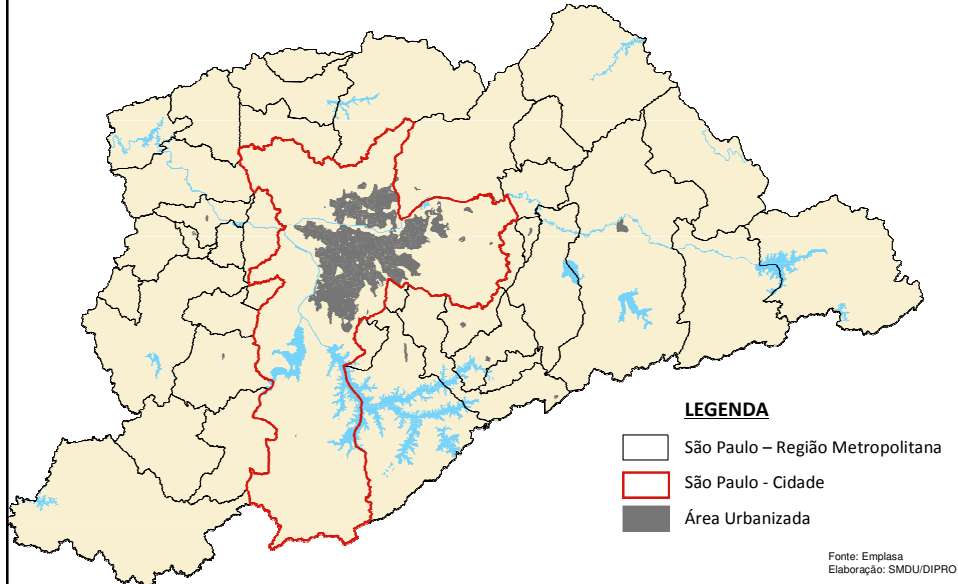 LEGENDA
São Paulo – Região Metropolitana
São Paulo - Cidade
Área Urbanizada
Fonte: Emplasa
Elaboração: SMDU/DIPRO